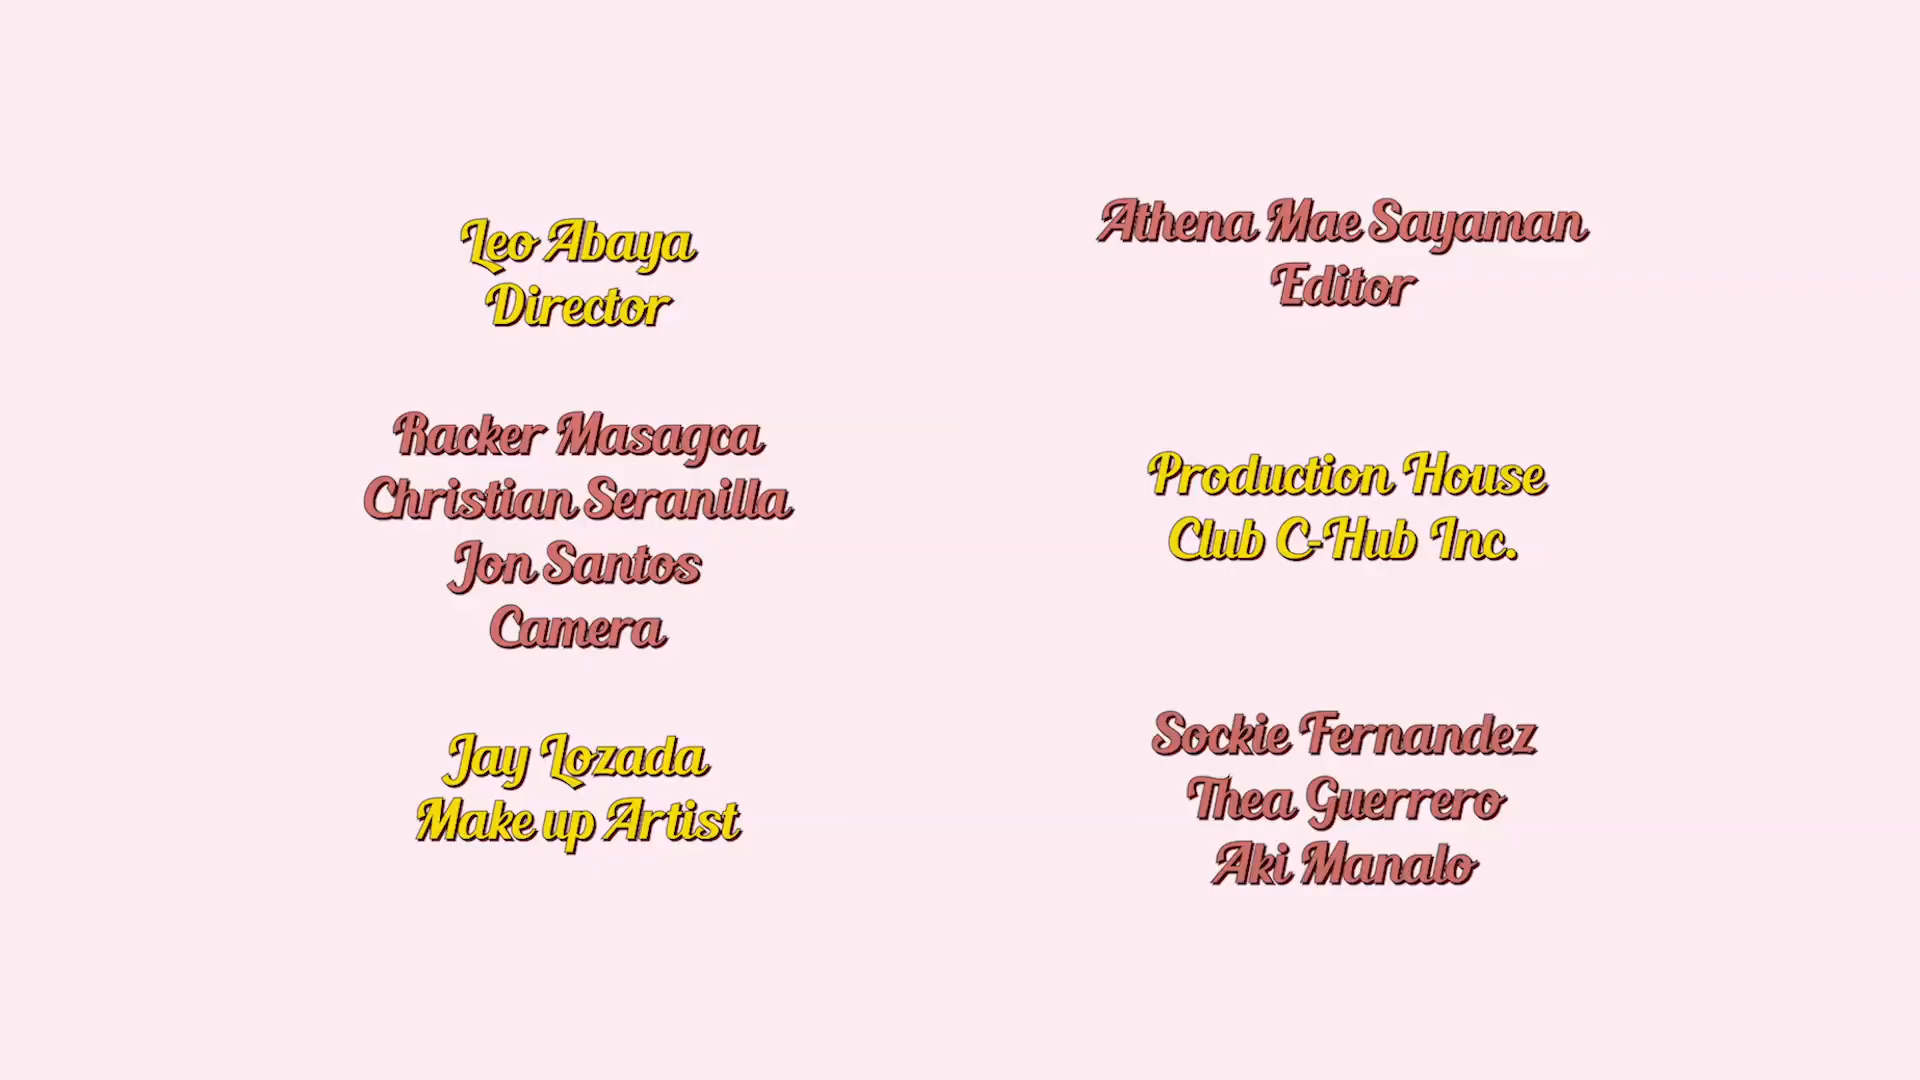 Leo Abaya
Director
Racker Masagca
Christian Seranilla
Jon Santos
Camera
Jay Lozada
Make up Artist
Athena Mae Sayaman
Editor
Production House
Club C-Hub Inc.
Sockie Fernandez
Thea Guerrero
Aki Manalo